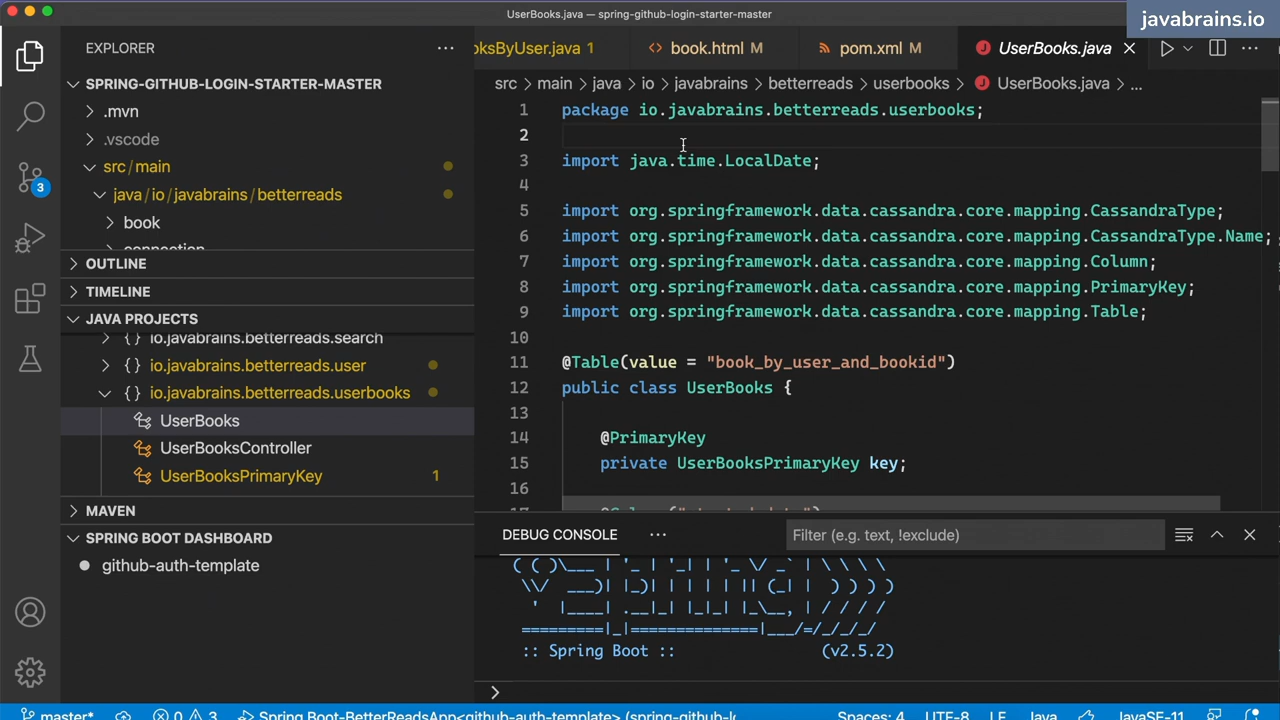 UserBooks.java — spring-github-login-starter-master
javabrains.io
EXPLORER
SPRING-GITHUB-LOGIN-STARTER-MASTER
.mvn
.vscode
src/main
java/io/javabrains/betterreads
book
connection
OUTLINE
TIMELINE
JAVA PROJECTS
{} io.javabrains.betterreads.search
{} io.javabrains.betterreads.user
{} io.javabrains.betterreads.userbooks
UserBooks
UserBooksController
UserBooksPrimaryKey 1
MAVEN
SPRING BOOT DASHBOARD
github-auth-template
3
oksByUser.java 1
book.html M
pom.xml M
UserBooks.java
src > main > java > io > javabrains > betterreads > userbooks > UserBooks.java > ...
1 package io.javabrains.betterreads.userbooks;
2
3 import java.time.LocalDate;
4
5 import org.springframework.data.cassandra.core.mapping.CassandraType;
6 import org.springframework.data.cassandra.core.mapping.CassandraType.Name;
7 import org.springframework.data.cassandra.core.mapping.Column;
8 import org.springframework.data.cassandra.core.mapping.PrimaryKey;
9 import org.springframework.data.cassandra.core.mapping.Table;
10
11 @Table(value = "book_by_user_and_bookid")
12 public class UserBooks {
13
14 @PrimaryKey
15 private UserBooksPrimaryKey key;
16
DEBUG CONSOLE
Filter (e.g. text, !exclude)
:: Spring Boot :: (v2.5.2)
master*
0 3
Spring Boot-BetterReadsApp<github-auth-template> (spring-github-lo
Spaces: 4 UTF-8 LF Java JavaSE-11